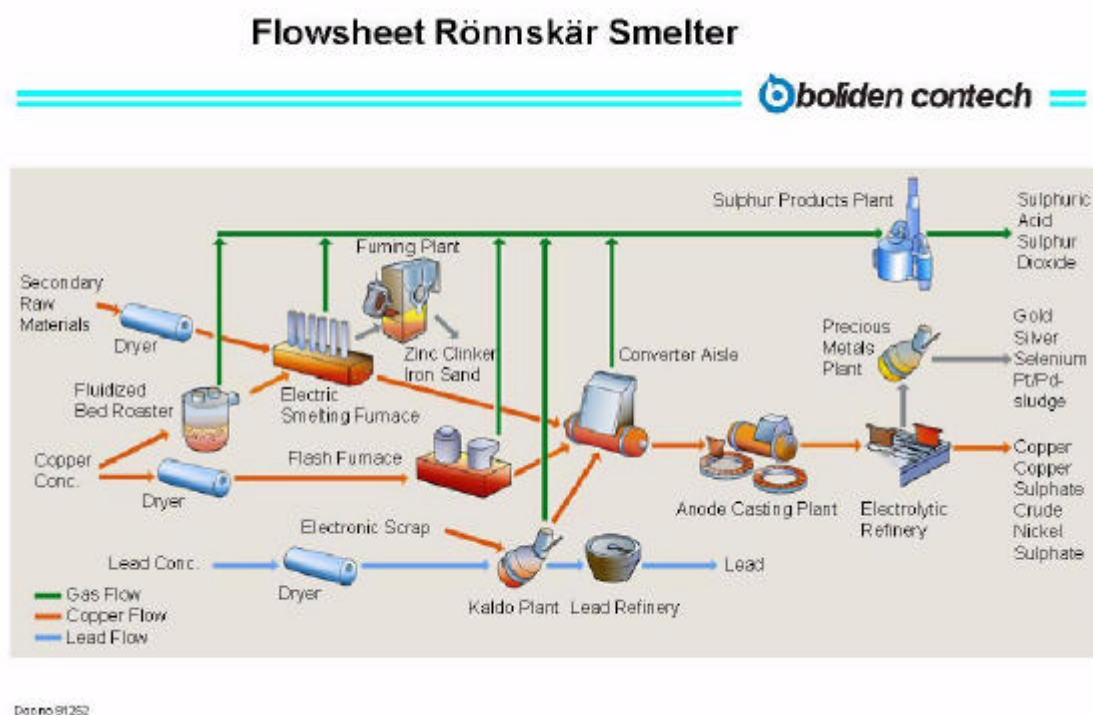 Flowsheet Rönnskär Smelter
boliden contech
Sulphur Products Plant
Sulphuric
Acid
Sulphur
Dioxide
Fuming Plant
Secondary
Raw
Materials
Dryer
Zinc Clinker
Iron Sand
Converter Aisle
Precious
Metals
Plant
Gold
Silver
Selenium
Pt/Pd-
sludge
Fluidized
Bed Roaster
Electric
Smelting Furnace
Copper
Conc.
Dryer
Flash Furnace
Anode Casting Plant
Electrolytic
Refinery
Copper
Copper
Sulphate
Crude
Nickel
Sulphate
Electronic Scrap
Lead Conc.
Dryer
Kaldo Plant
Lead Refinery
Lead
Gas Flow
Copper Flow
Lead Flow
Doc no 91252